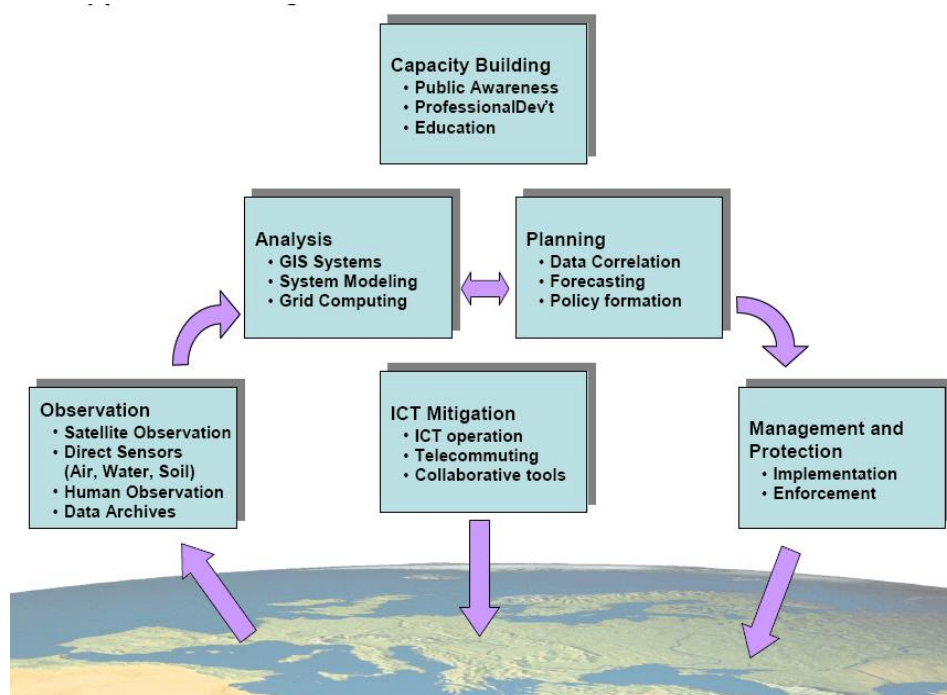 Capacity Building
• Public Awareness
• ProfessionalDev't
• Education
Analysis
• GIS Systems
• System Modeling
• Grid Computing
Planning
• Data Correlation
• Forecasting
• Policy formation
Observation
• Satellite Observation
• Direct Sensors
(Air, Water, Soil)
• Human Observation
• Data Archives
ICT Mitigation
• ICT operation
• Telecommuting
• Collaborative tools
Management and
Protection
• Implementation
• Enforcement